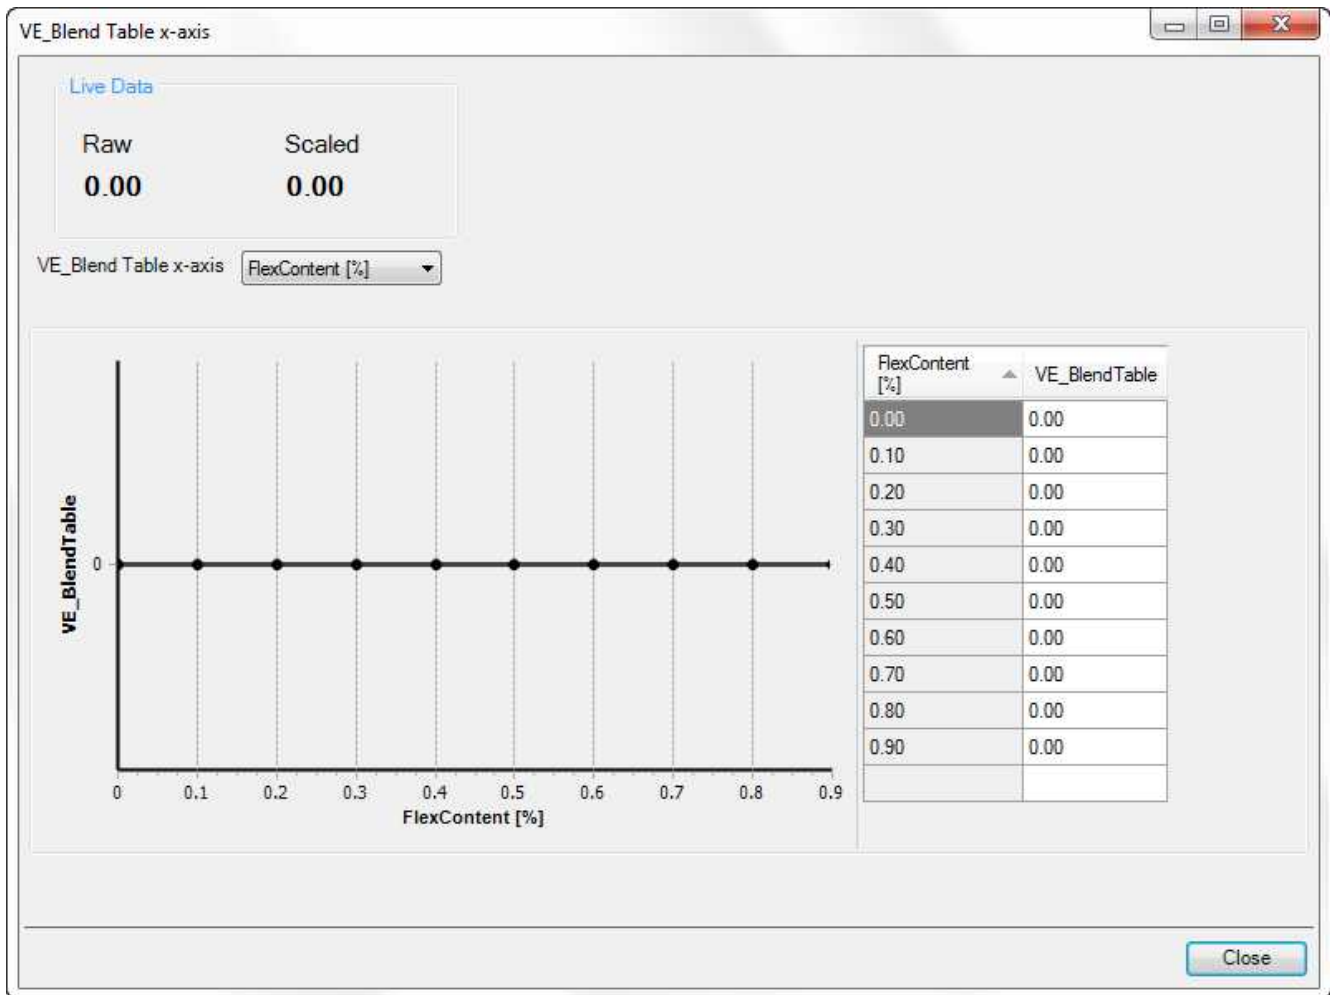 VE_Blend Table x-axis
Live Data
Raw Scaled
0.00 0.00
VE_Blend Table x-axis FlexContent [%]
FlexContent [%] VE_BlendTable
0.00 0.00
0.10 0.00
0.20 0.00
0.30 0.00
0.40 0.00
0.50 0.00
0.60 0.00
0.70 0.00
0.80 0.00
0.90 0.00
VE_BlendTable
0
0 0.1 0.2 0.3 0.4 0.5 0.6 0.7 0.8 0.9
FlexContent [%]
Close